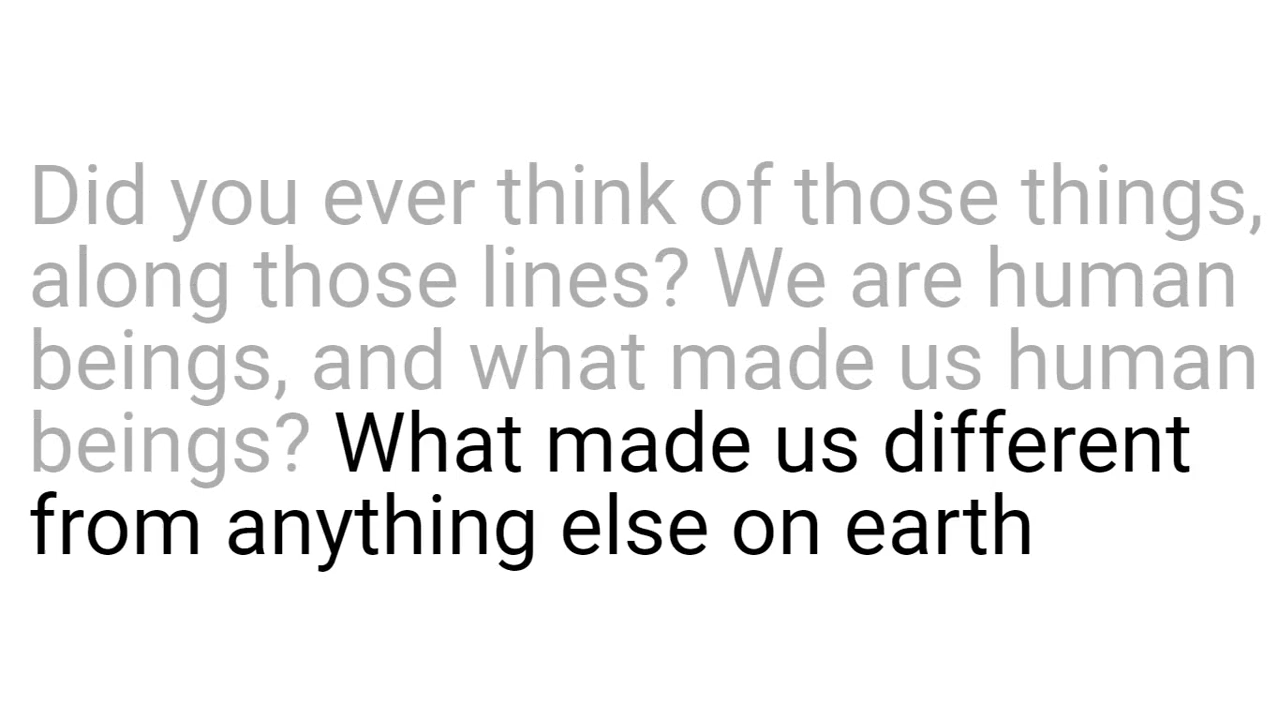 Did you ever think of those things,
along those lines? We are human
beings, and what made us human
beings? What made us different
from anything else on earth